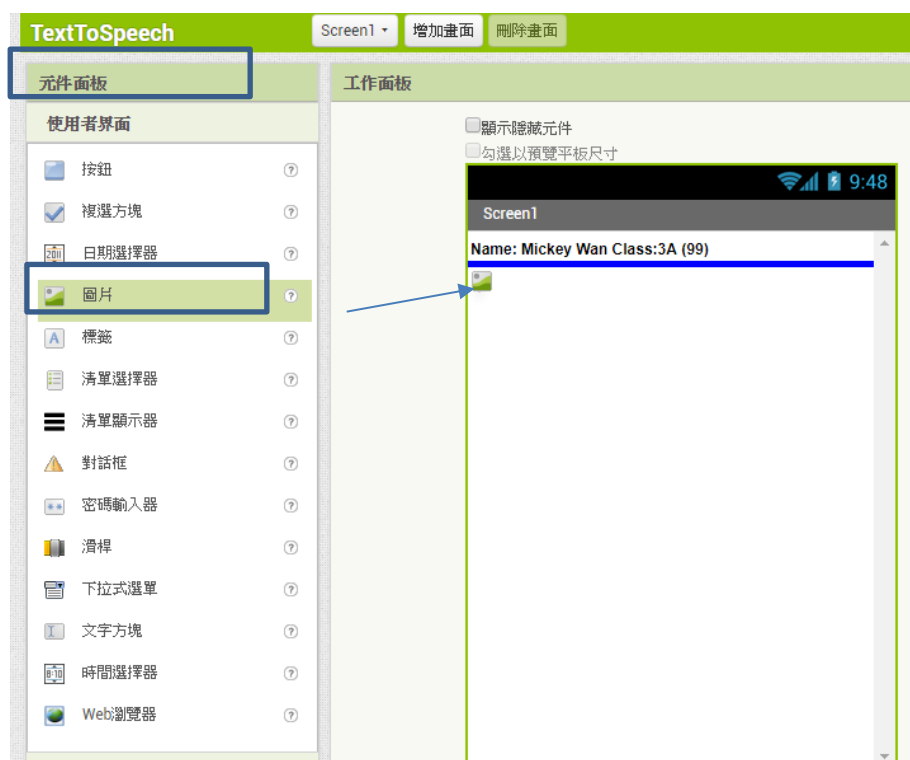 TextToSpeech
Screen1 增加畫面 刪除畫面
元件面板
使用者界面
按鈕
複選方塊
日期選擇器
圖片
標籤
清單選擇器
清單顯示器
對話框
密碼輸入器
滑桿
下拉式選單
文字方塊
時間選擇器
Web瀏覽器
工作面板
顯示隱藏元件
勾選以預覽平板尺寸
9:48
Screen1
Name: Mickey Wan Class:3A (99)